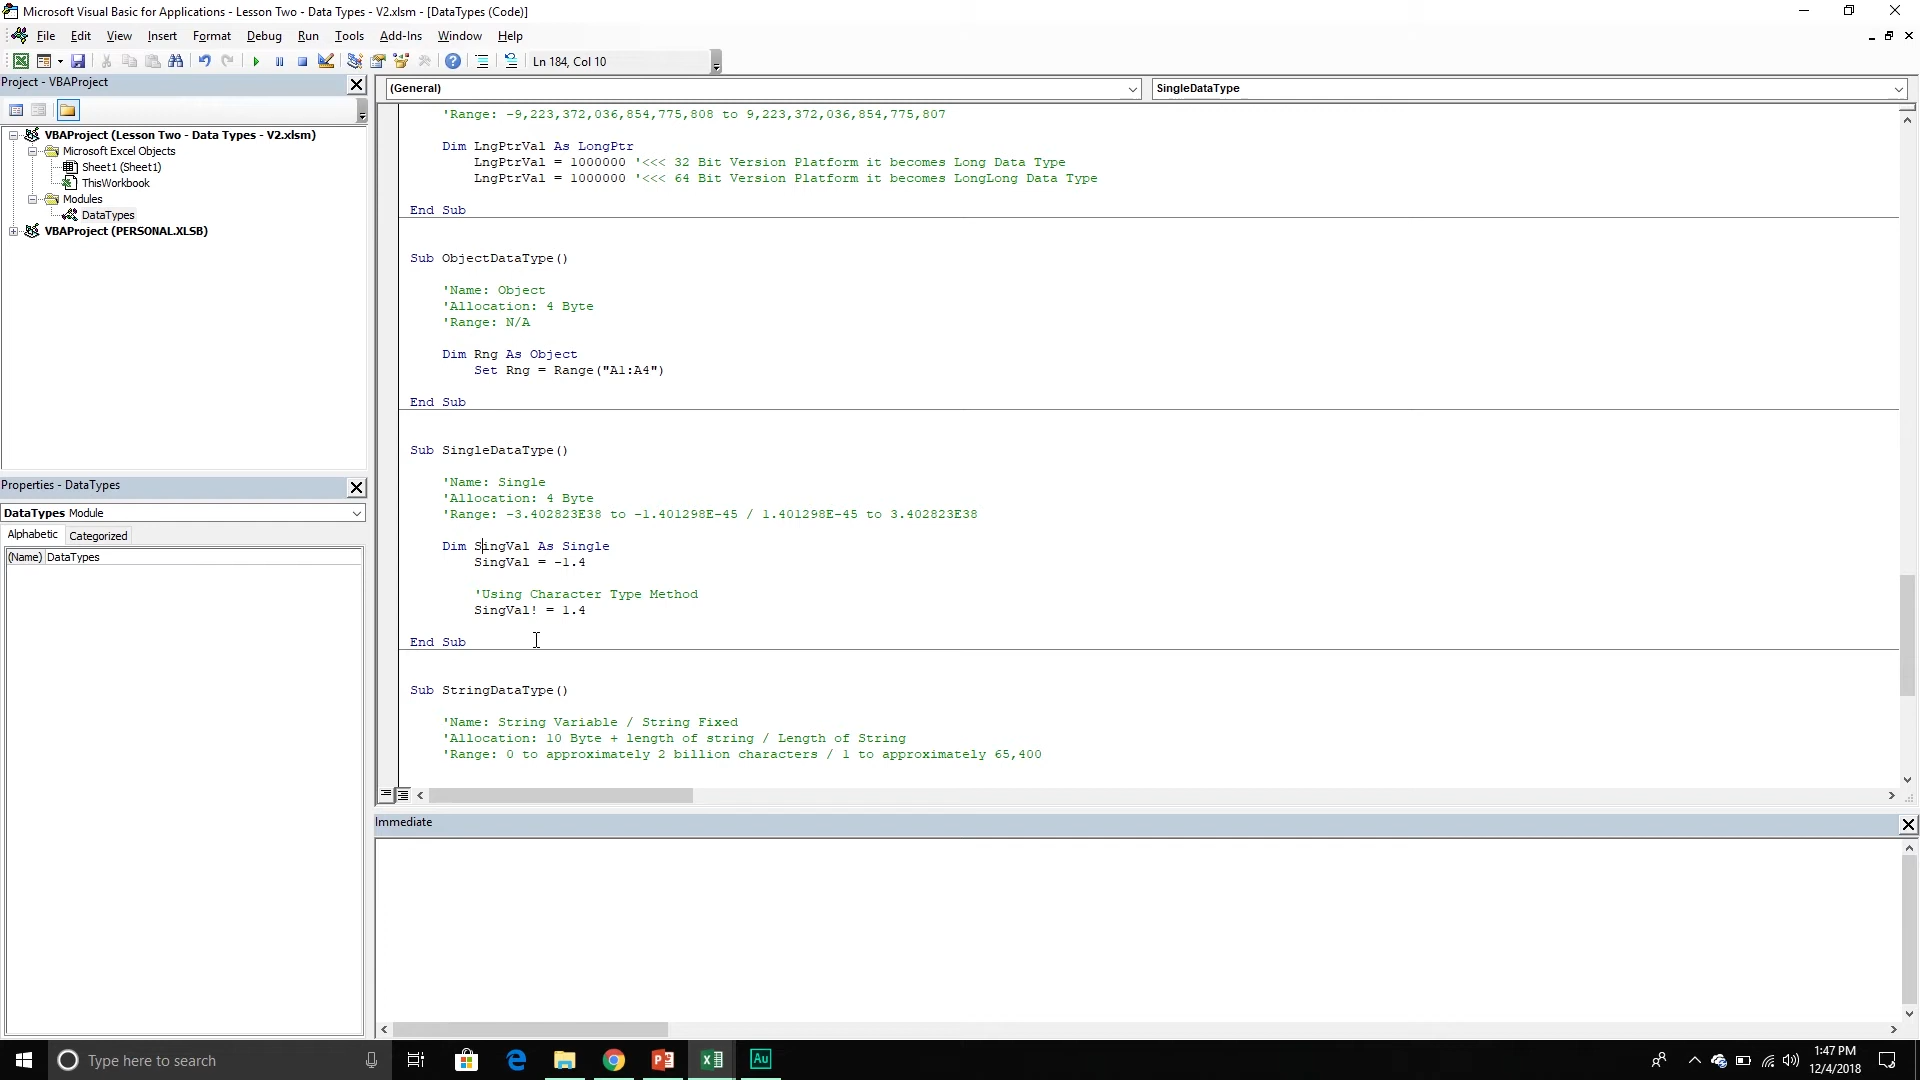 Microsoft Visual Basic for Applications - Lesson Two - Data Types - V2.xlsm - [DataTypes (Code)]
File Edit View Insert Format Debug Run Tools Add-Ins Window Help
Ln 184, Col 10
Project - VBAProject
VBAProject (Lesson Two - Data Types - V2.xlsm)
Microsoft Excel Objects
Sheet1 (Sheet1)
ThisWorkbook
Modules
DataTypes
VBAProject (PERSONAL.XLSB)
Properties - DataTypes
DataTypes Module
Alphabetic Categorized
(Name) DataTypes
(General) SingleDataType
'Range: -9,223,372,036,854,775,808 to 9,223,372,036,854,775,807
Dim LngPtrVal As LongPtr
LngPtrVal = 1000000 '<<< 32 Bit Version Platform it becomes Long Data Type
LngPtrVal = 1000000 '<<< 64 Bit Version Platform it becomes LongLong Data Type
End Sub
Sub ObjectDataType()
'Name: Object
'Allocation: 4 Byte
'Range: N/A
Dim Rng As Object
Set Rng = Range("A1:A4")
End Sub
Sub SingleDataType()
'Name: Single
'Allocation: 4 Byte
'Range: -3.402823E38 to -1.401298E-45 / 1.401298E-45 to 3.402823E38
Dim SingVal As Single
SingVal = -1.4
'Using Character Type Method
SingVal! = 1.4
End Sub
Sub StringDataType()
'Name: String Variable / String Fixed
'Allocation: 10 Byte + length of string / Length of String
'Range: 0 to approximately 2 billion characters / 1 to approximately 65,400
Immediate
Type here to search
Au
1:47 PM
12/4/2018